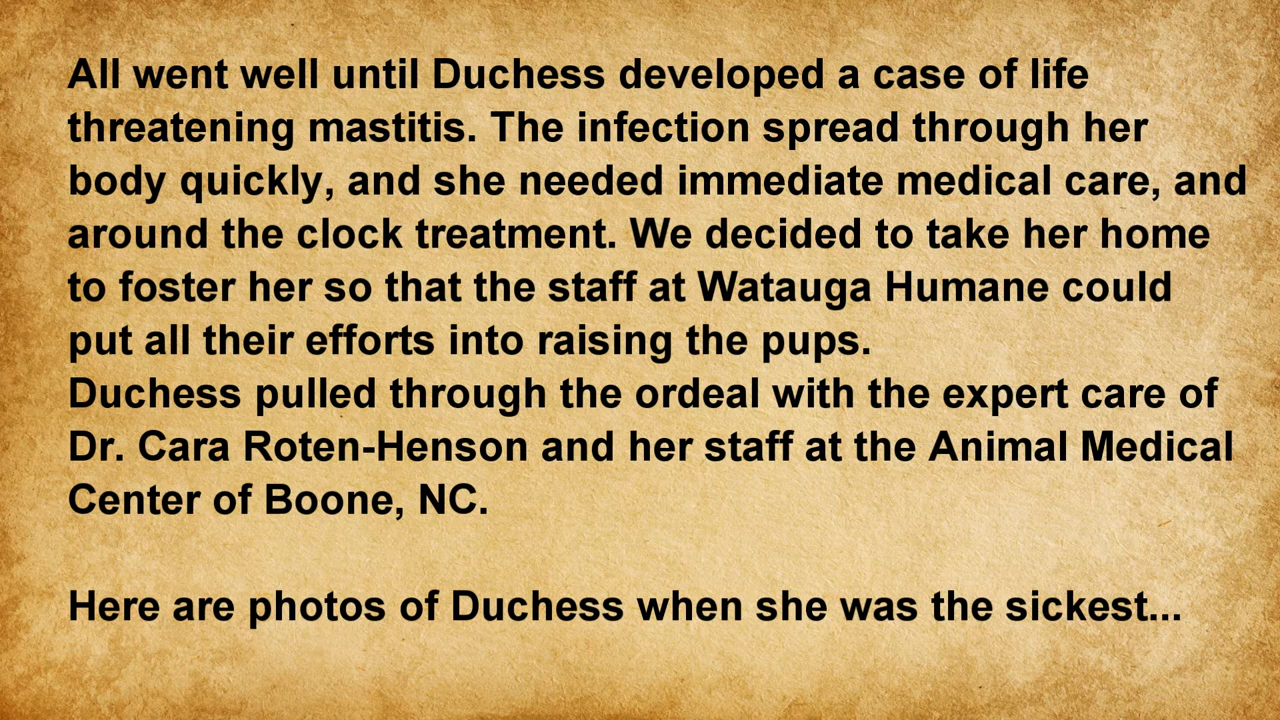 All went well until Duchess developed a case of life
threatening mastitis. The infection spread through her
body quickly, and she needed immediate medical care, and
around the clock treatment. We decided to take her home
to foster her so that the staff at Watauga Humane could
put all their efforts into raising the pups.
Duchess pulled through the ordeal with the expert care of
Dr. Cara Roten-Henson and her staff at the Animal Medical
Center of Boone, NC.
Here are photos of Duchess when she was the sickest...